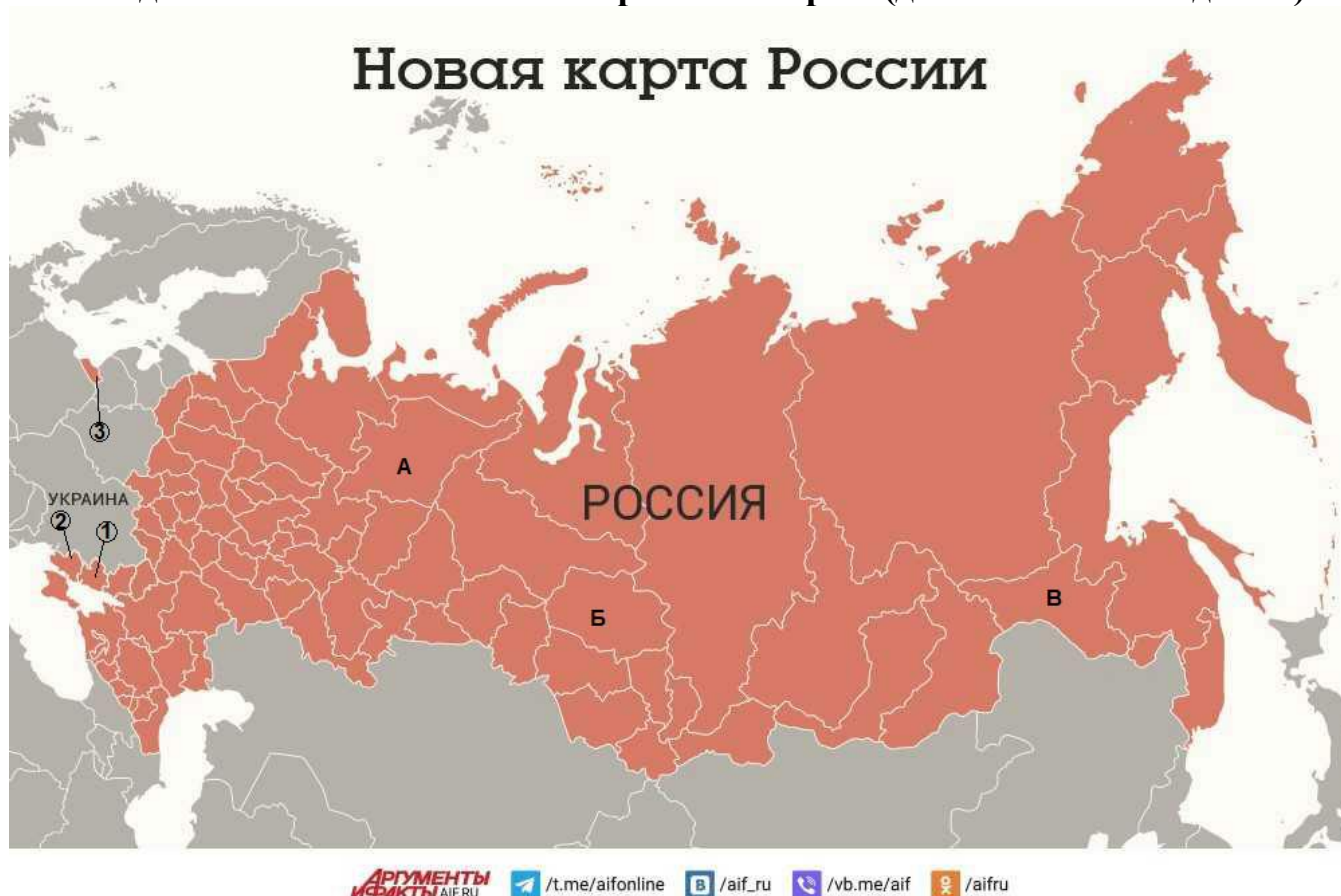 Новая карта России
А
3
УКРАИНА
РОССИЯ
2
1
Б
В
АРГУМЕНТЫ
И ФАКТЫ AIF.RU
/t.me/aifonline
/aif_ru
/vb.me/aif
/aifru